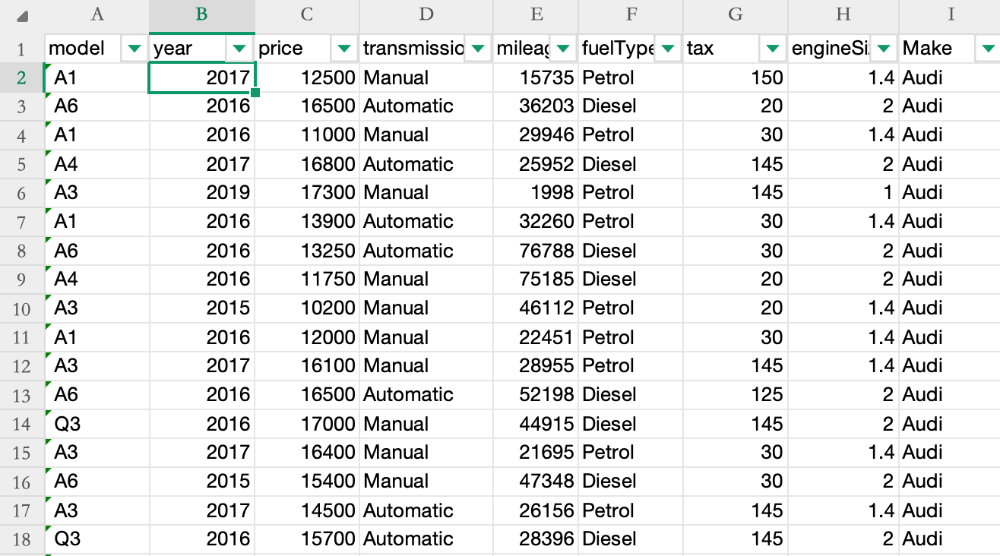 A B C D E F G H I
1 model year price transmissio mileag fuelType tax engineSi Make
2 A1 2017 12500 Manual 15735 Petrol 150 1.4 Audi
3 A6 2016 16500 Automatic 36203 Diesel 20 2 Audi
4 A1 2016 11000 Manual 29946 Petrol 30 1.4 Audi
5 A4 2017 16800 Automatic 25952 Diesel 145 2 Audi
6 A3 2019 17300 Manual 1998 Petrol 145 1 Audi
7 A1 2016 13900 Automatic 32260 Petrol 30 1.4 Audi
8 A6 2016 13250 Automatic 76788 Diesel 30 2 Audi
9 A4 2016 11750 Manual 75185 Diesel 20 2 Audi
10 A3 2015 10200 Manual 46112 Petrol 20 1.4 Audi
11 A1 2016 12000 Manual 22451 Petrol 30 1.4 Audi
12 A3 2017 16100 Manual 28955 Petrol 145 1.4 Audi
13 A6 2016 16500 Automatic 52198 Diesel 125 2 Audi
14 Q3 2016 17000 Manual 44915 Diesel 145 2 Audi
15 A3 2017 16400 Manual 21695 Petrol 30 1.4 Audi
16 A6 2015 15400 Manual 47348 Diesel 30 2 Audi
17 A3 2017 14500 Automatic 26156 Petrol 145 1.4 Audi
18 Q3 2016 15700 Automatic 28396 Diesel 145 2 Audi